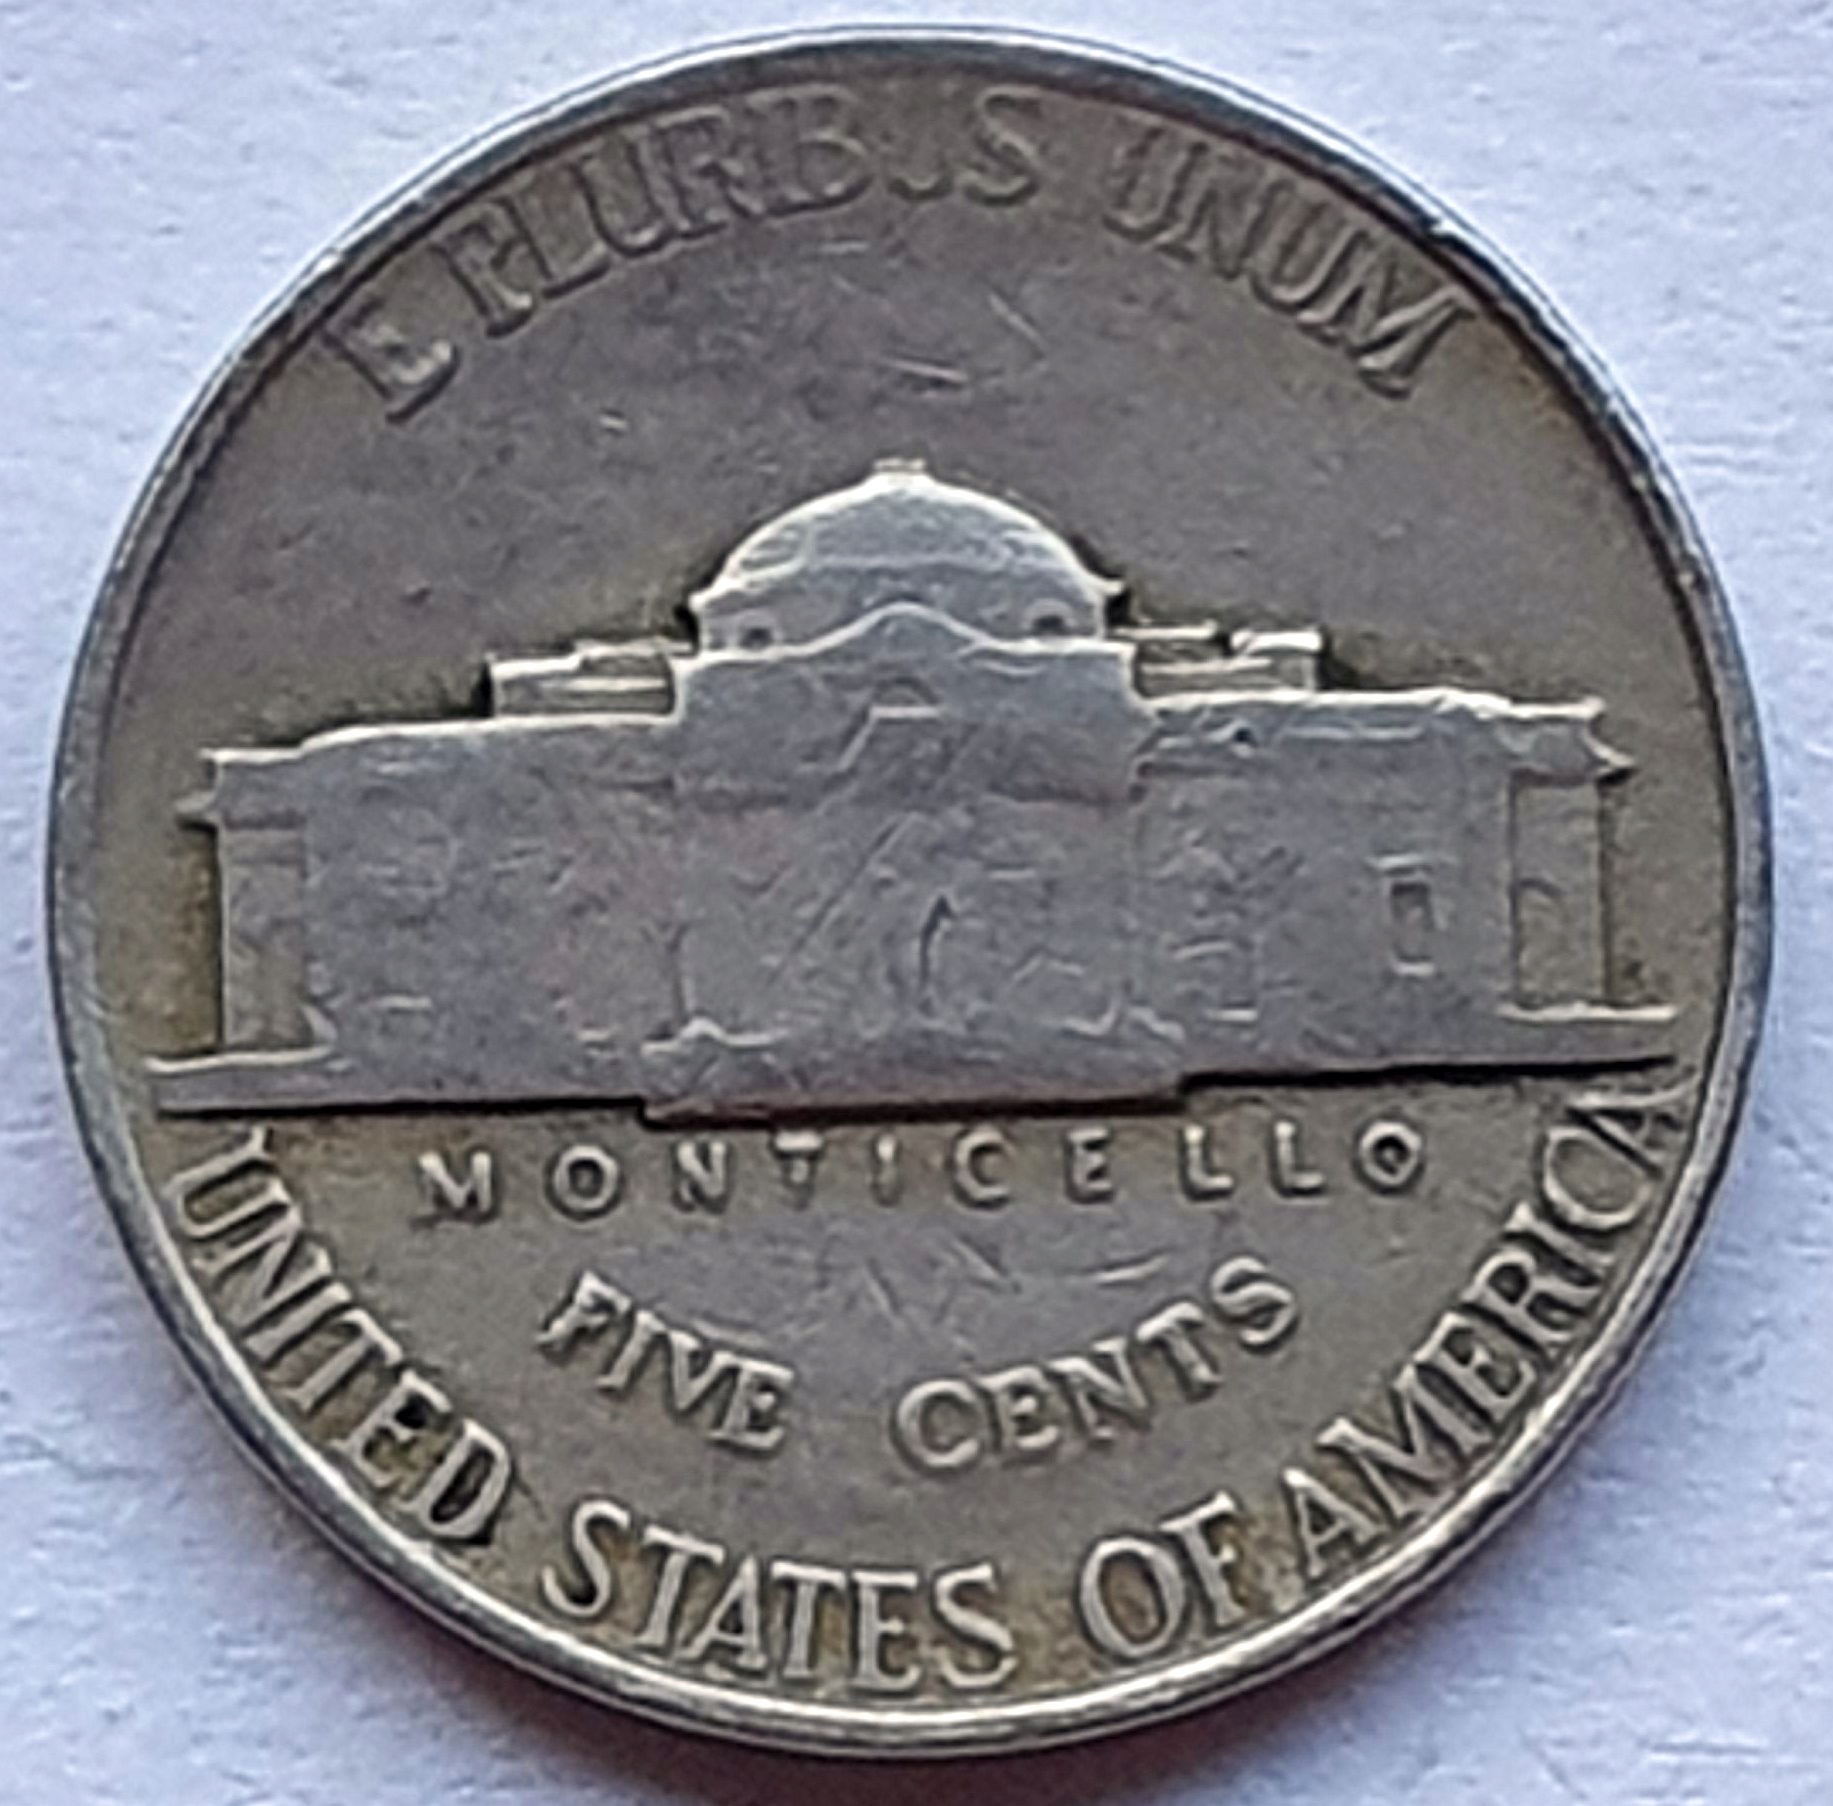 E PLURIBUS UNUM
MONTICELLO
FIVE CENTS
UNITED STATES OF AMERICA